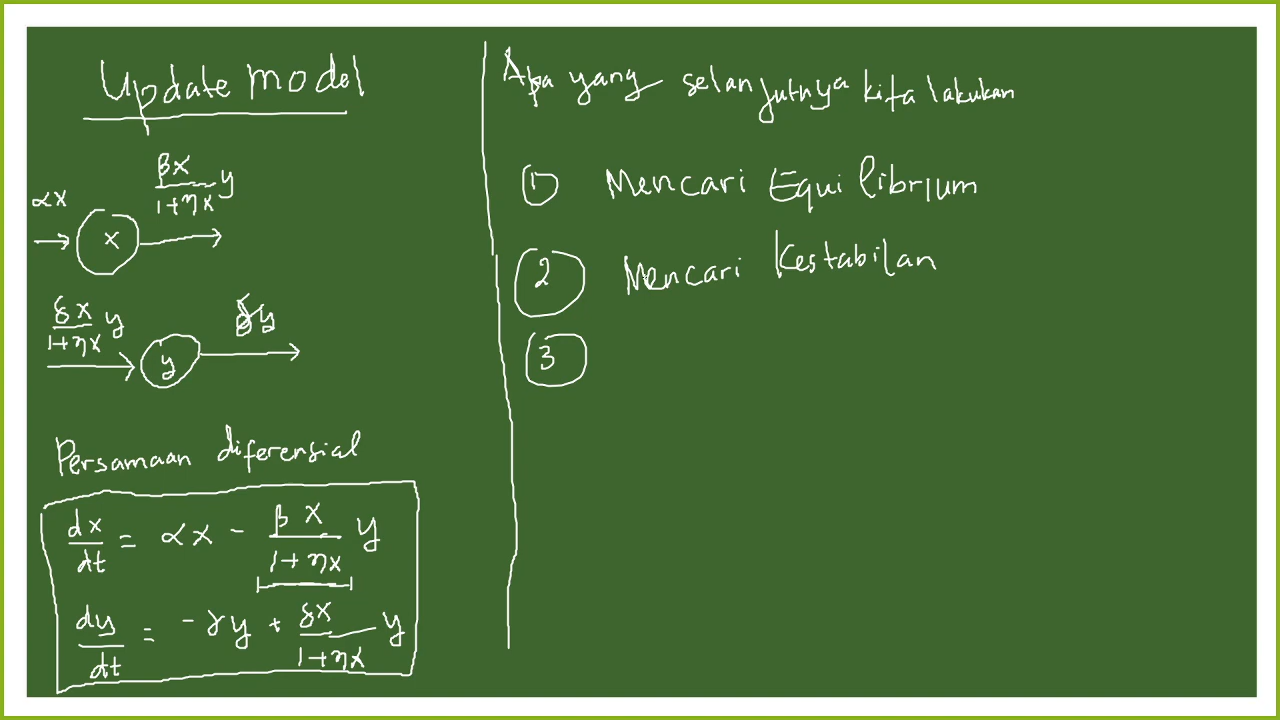 Update model
αx
βx/(1+ηx) y
x
δx/(1+ηx) y
y
γy
Persamaan diferensial
dx/dt = αx - βx/(1+ηx) y
dy/dt = -γy + δx/(1+ηx) y
Apa yang selanjutnya kita lakukan
1 Mencari Equilibrium
2 Mencari Kestabilan
3